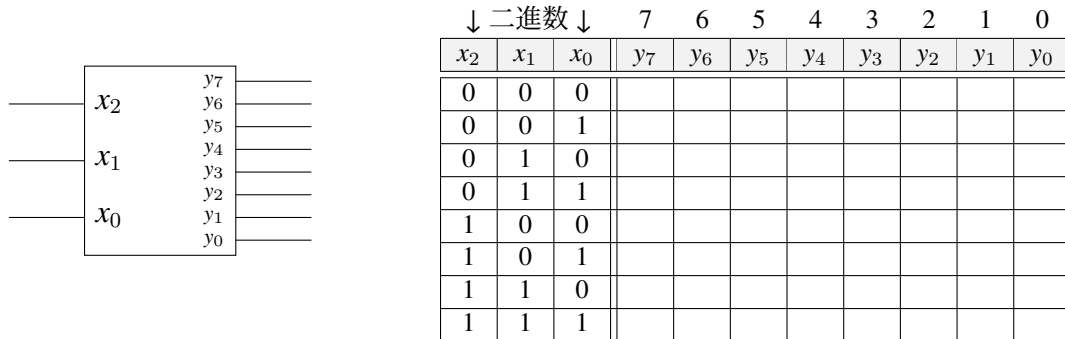 ↓ 二進数 ↓ 7 6 5 4 3 2 1 0
x₂ x₁ x₀ y₇ y₆ y₅ y₄ y₃ y₂ y₁ y₀
0 0 0
0 0 1
0 1 0
0 1 1
1 0 0
1 0 1
1 1 0
1 1 1
x₂
x₁
x₀
y₇
y₆
y₅
y₄
y₃
y₂
y₁
y₀